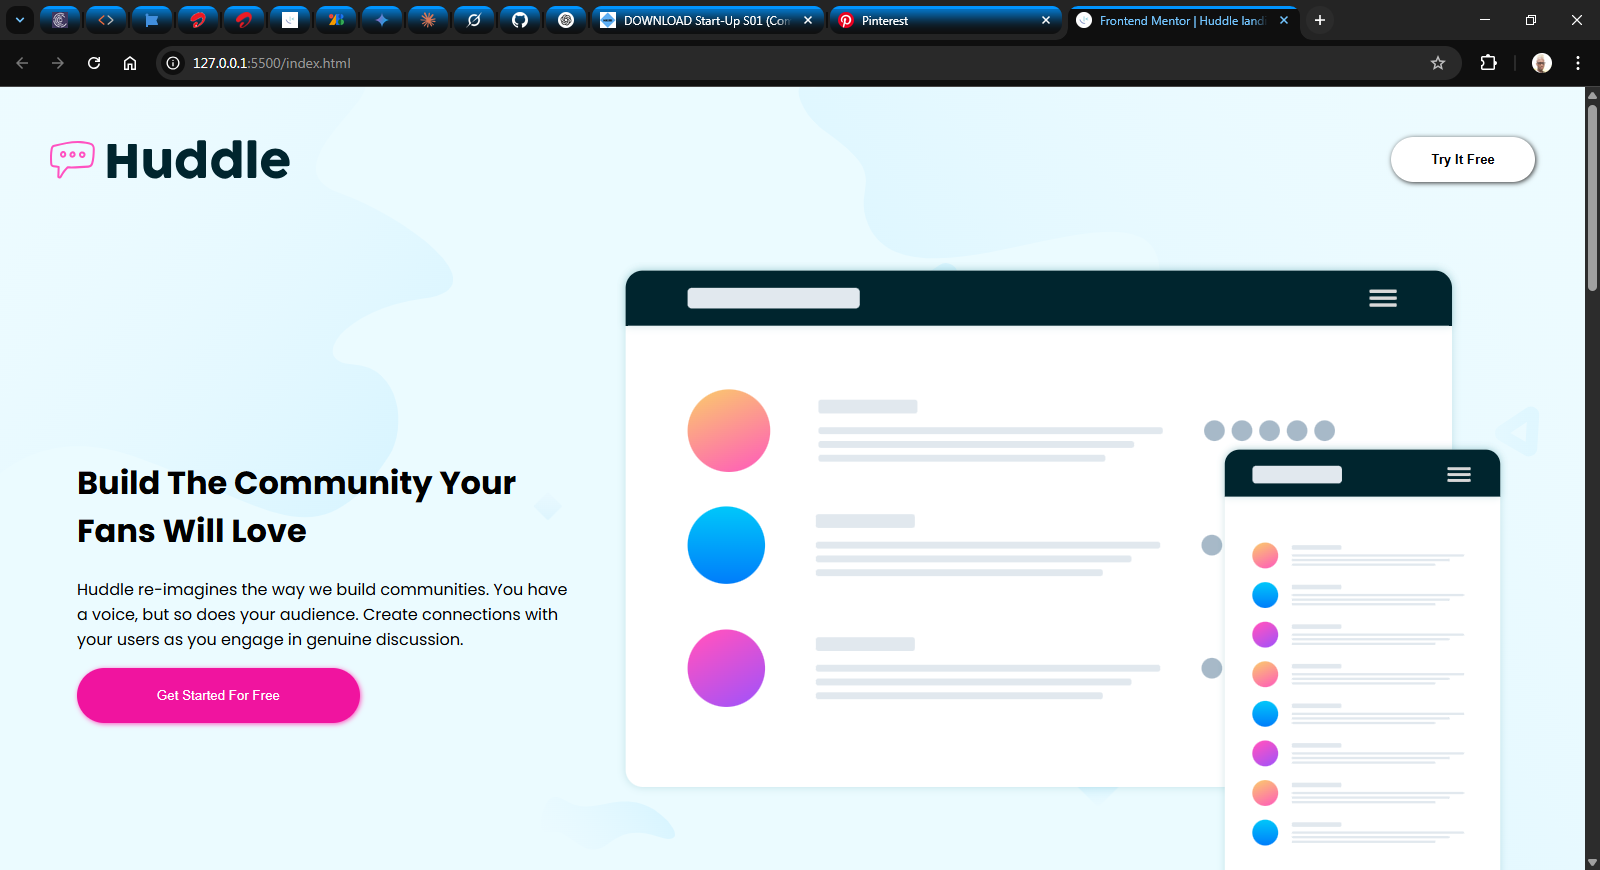 DOWNLOAD Start-Up S01 (Com
Pinterest
Frontend Mentor | Huddle landi
127.0.0.1:5500/index.html
Huddle
Try It Free
Build The Community Your
Fans Will Love
Huddle re-imagines the way we build communities. You have
a voice, but so does your audience. Create connections with
your users as you engage in genuine discussion.
Get Started For Free